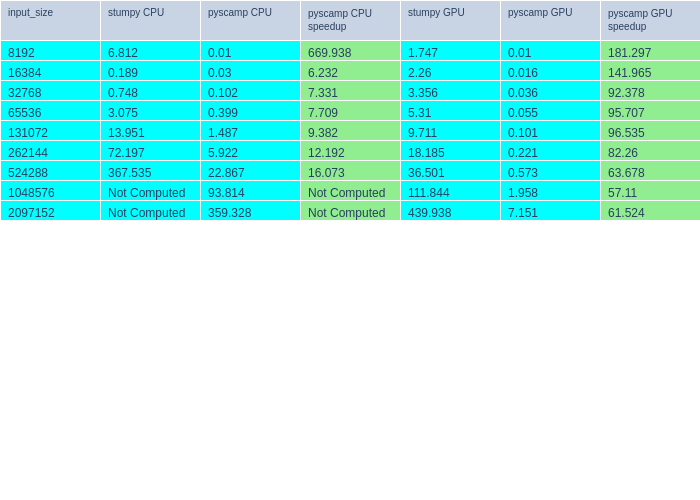 input_size stumpy CPU pyscamp CPU pyscamp CPU speedup stumpy GPU pyscamp GPU pyscamp GPU speedup
8192 6.812 0.01 669.938 1.747 0.01 181.297
16384 0.189 0.03 6.232 2.26 0.016 141.965
32768 0.748 0.102 7.331 3.356 0.036 92.378
65536 3.075 0.399 7.709 5.31 0.055 95.707
131072 13.951 1.487 9.382 9.711 0.101 96.535
262144 72.197 5.922 12.192 18.185 0.221 82.26
524288 367.535 22.867 16.073 36.501 0.573 63.678
1048576 Not Computed 93.814 Not Computed 111.844 1.958 57.11
2097152 Not Computed 359.328 Not Computed 439.938 7.151 61.524